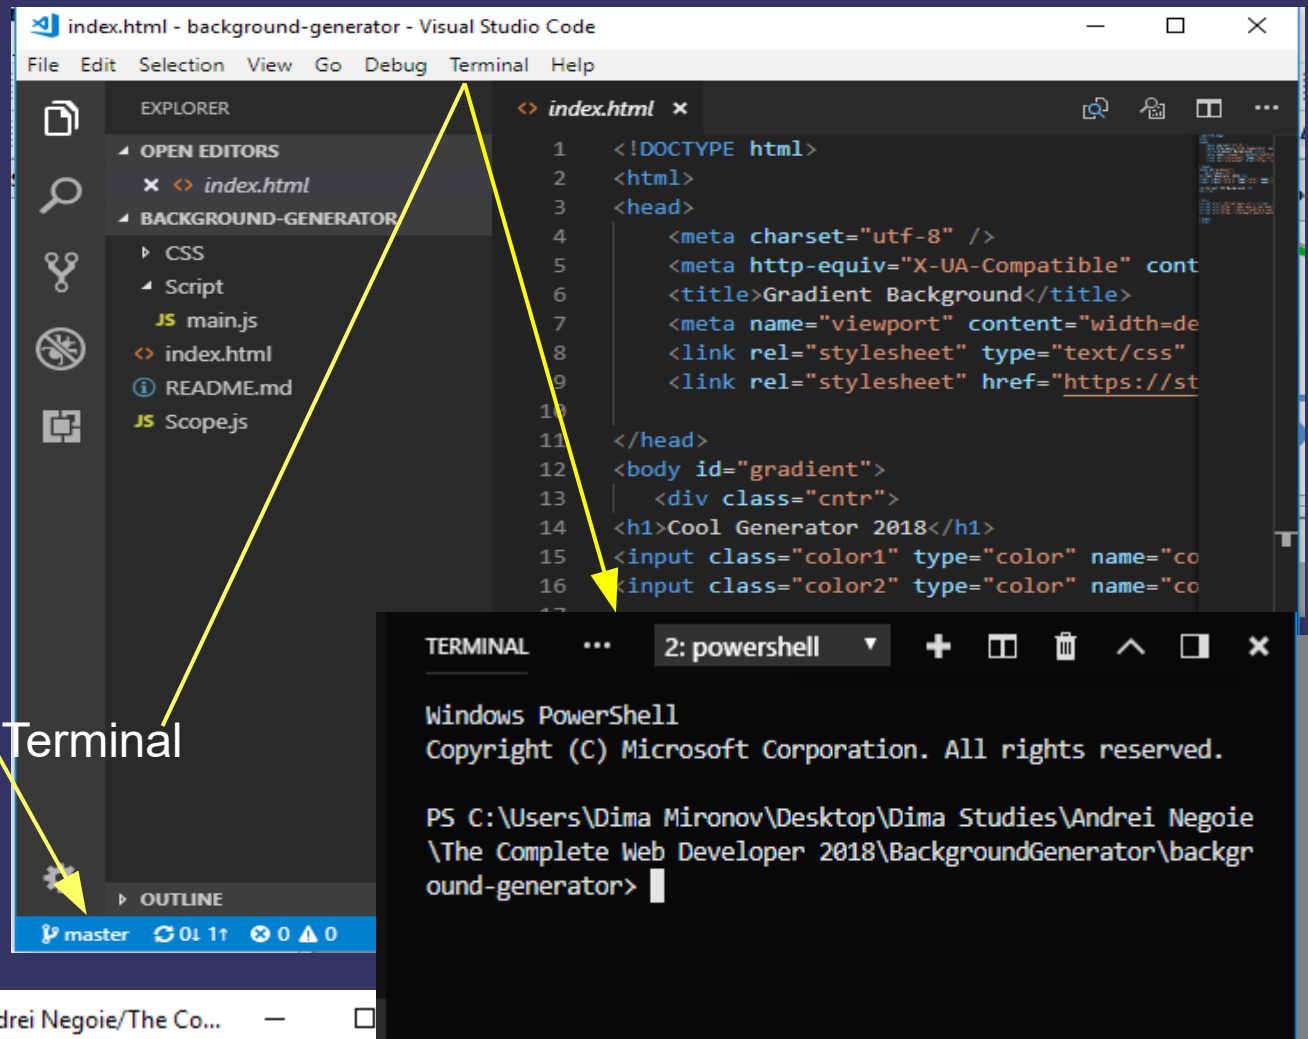 index.html - background-generator - Visual Studio Code
File Edit Selection View Go Debug Terminal Help
EXPLORER
OPEN EDITORS
index.html
BACKGROUND-GENERATOR
CSS
Script
JS main.js
index.html
README.md
JS Scope.js
OUTLINE
master 0↓ 1↑ 0 0
index.html
1 <!DOCTYPE html>
2 <html>
3 <head>
4 <meta charset="utf-8" />
5 <meta http-equiv="X-UA-Compatible" cont
6 <title>Gradient Background</title>
7 <meta name="viewport" content="width=de
8 <link rel="stylesheet" type="text/css"
9 <link rel="stylesheet" href="https://st
10
11 </head>
12 <body id="gradient">
13 <div class="cntr">
14 <h1>Cool Generator 2018</h1>
15 <input class="color1" type="color" name="co
16 <input class="color2" type="color" name="co
17
Terminal
TERMINAL ••• 2: powershell
Windows PowerShell
Copyright (C) Microsoft Corporation. All rights reserved.
PS C:\Users\Dima Mironov\Desktop\Dima Studies\Andrei Negoie
\The Complete Web Developer 2018\BackgroundGenerator\backgr
ound-generator>
drei Negoie/The Co...